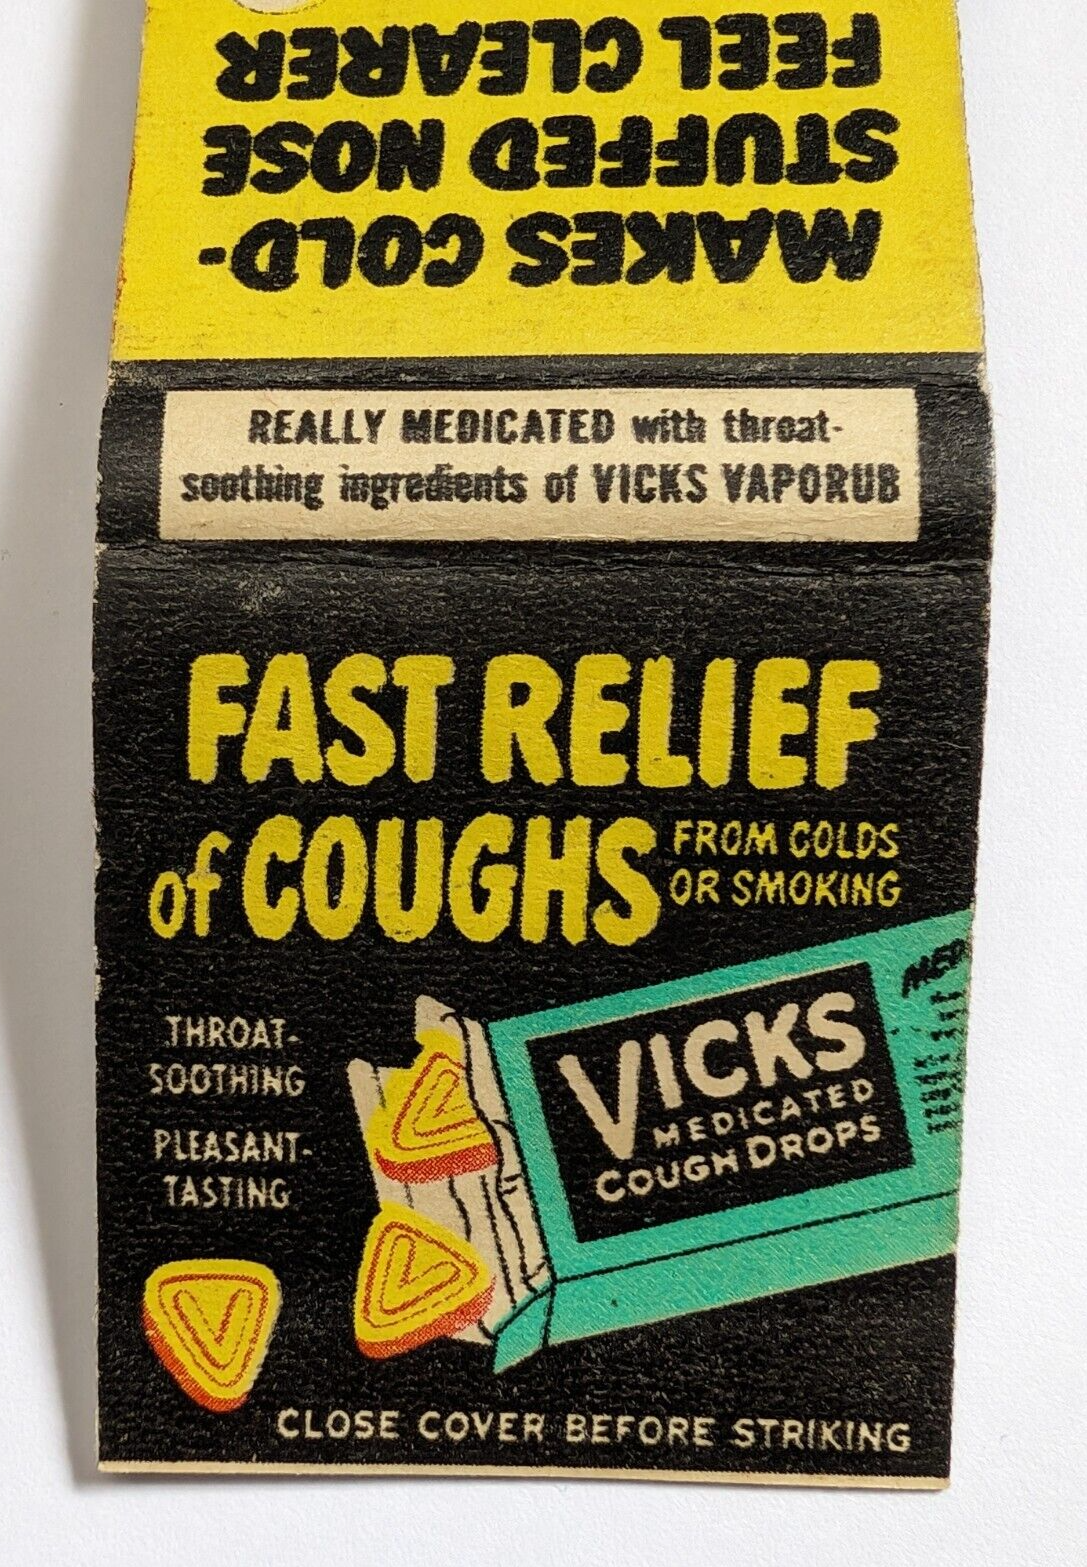 MAKES COLD-
STUFFED NOSE
FEEL CLEARER
REALLY MEDICATED with throat-
soothing ingredients of VICKS VAPORUB
FAST RELIEF
of COUGHS
FROM COLDS
OR SMOKING
THROAT-
SOOTHING
PLEASANT-
TASTING
VICKS
MEDICATED
COUGH DROPS
MED
V
V
V
CLOSE COVER BEFORE STRIKING